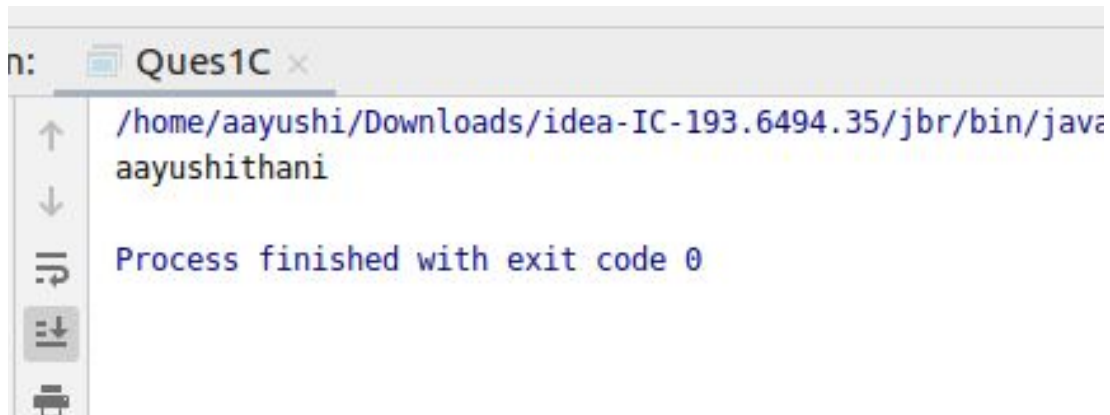 n: Ques1C
/home/aayushi/Downloads/idea-IC-193.6494.35/jbr/bin/java
aayushithani
Process finished with exit code 0